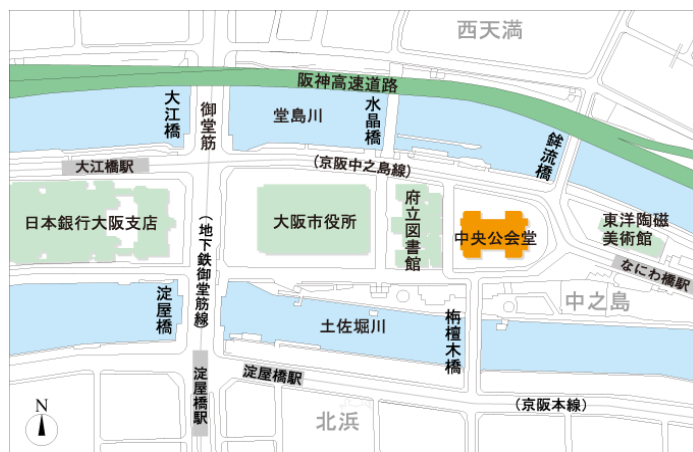 西天満
阪神高速道路
大江橋
御堂筋
堂島川
水晶橋
鉾流橋
大江橋駅
(京阪中之島線)
日本銀行大阪支店
(地下鉄御堂筋線)
大阪市役所
府立図書館
中央公会堂
東洋陶磁
美術館
なにわ橋駅
中之島
淀屋橋
土佐堀川
栴檀木橋
淀屋橋駅
淀屋橋駅
(京阪本線)
北浜
N